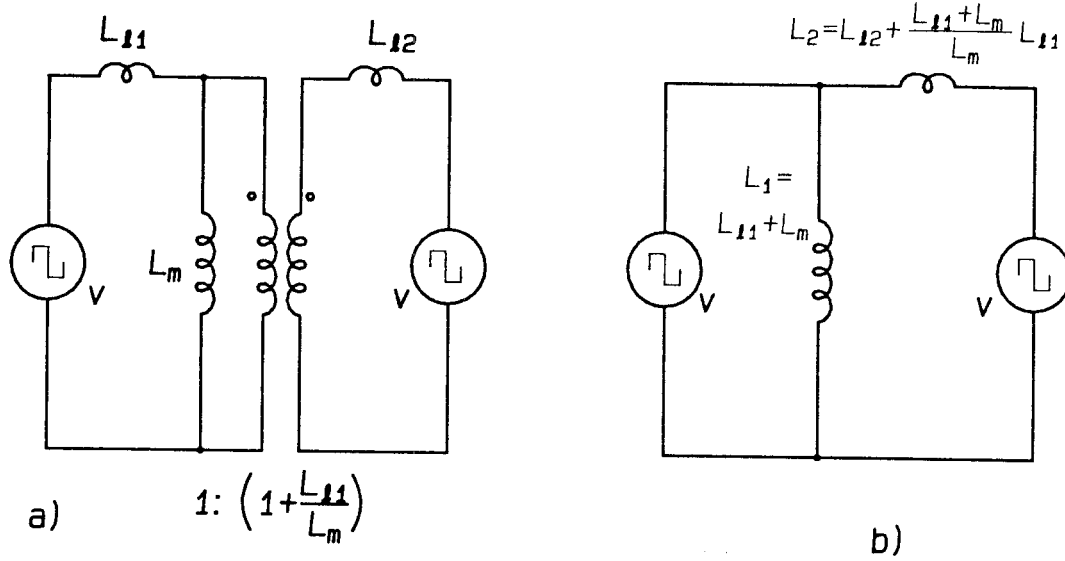 Lℓ1
Lℓ2
Lm
V
V
1: (1+Lℓ1/Lm)
a)
L2=Lℓ2+(Lℓ1+Lm)/Lm Lℓ1
L1=
Lℓ1+Lm
V
V
b)